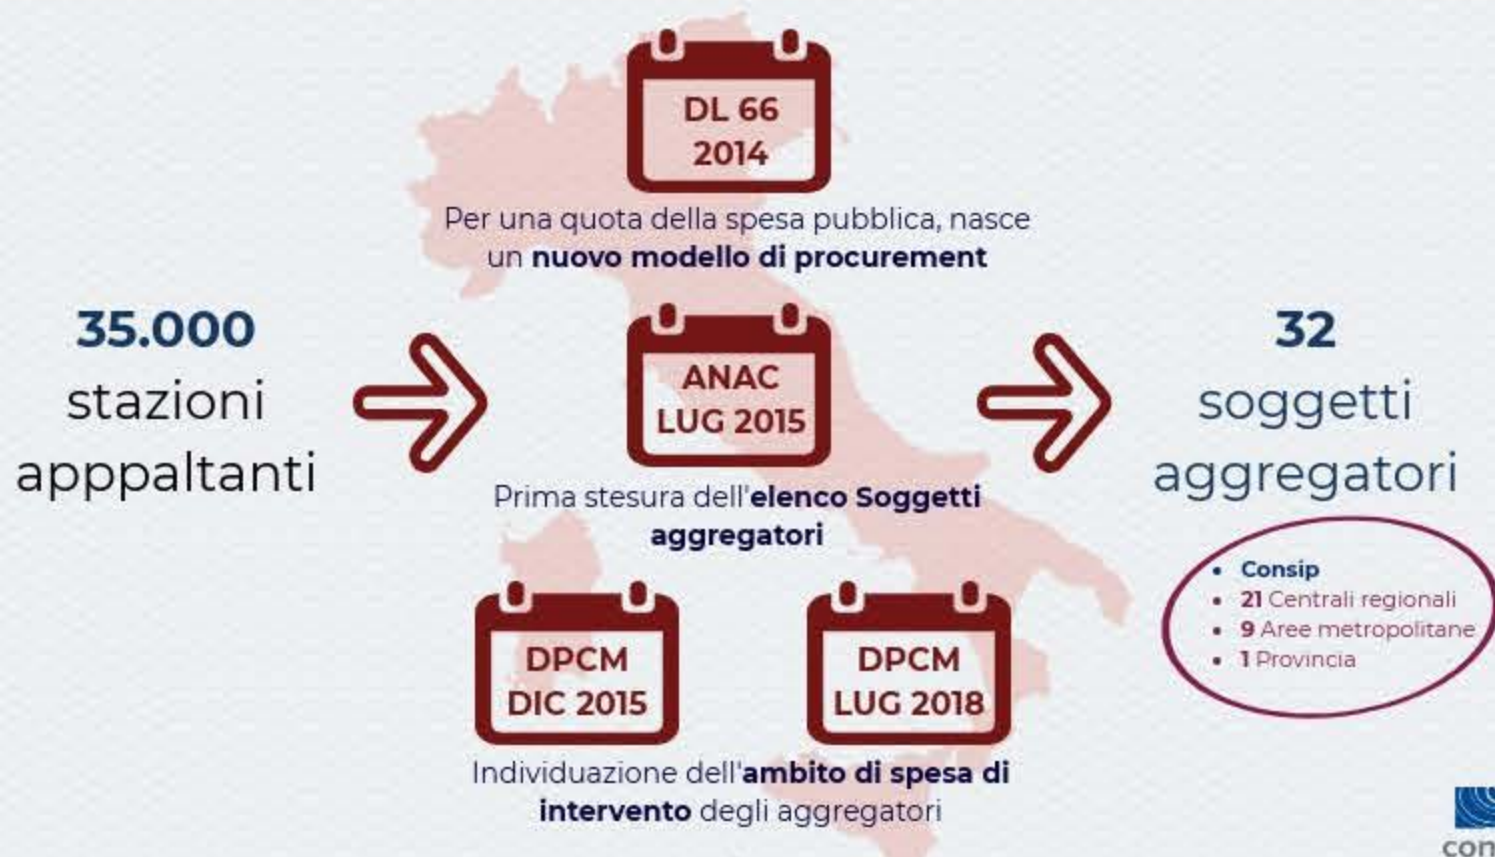 DL 66
2014
Per una quota della spesa pubblica, nasce
un nuovo modello di procurement
35.000
stazioni
apppaltanti
ANAC
LUG 2015
Prima stesura dell'elenco Soggetti
aggregatori
32
soggetti
aggregatori
• Consip
• 21 Centrali regionali
• 9 Aree metropolitane
• 1 Provincia
DPCM
DIC 2015
DPCM
LUG 2018
Individuazione dell'ambito di spesa di
intervento degli aggregatori